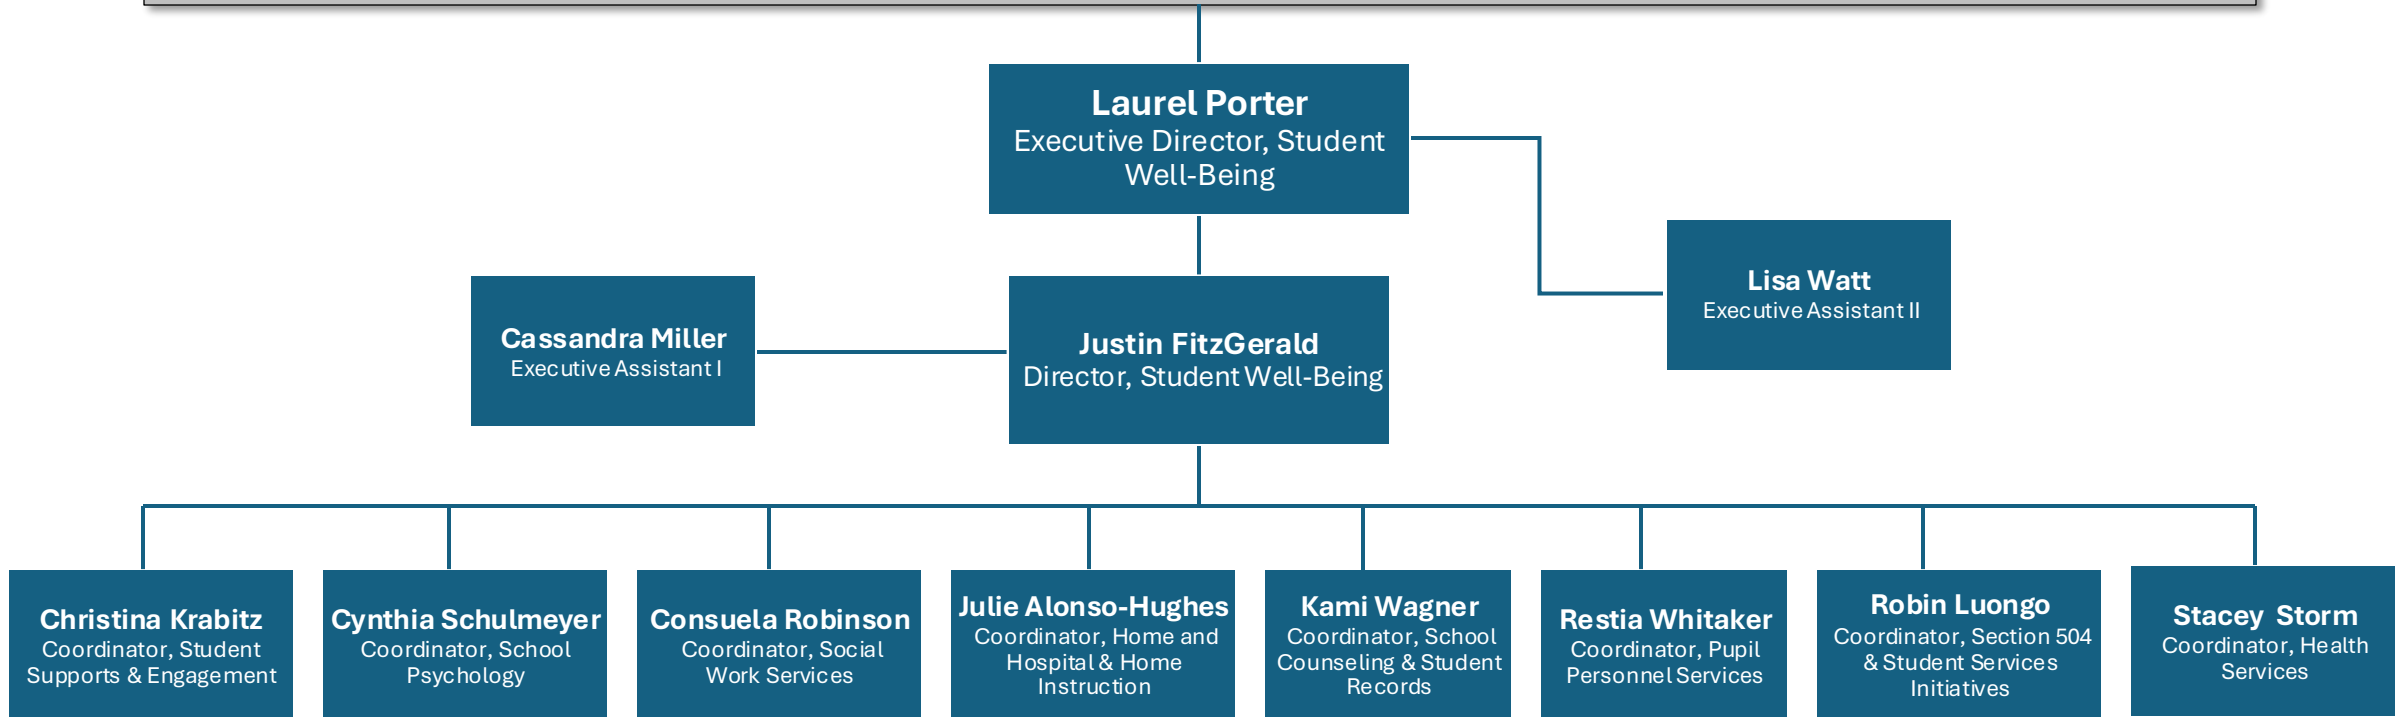 Laurel Porter
Executive Director, Student
Well-Being
Lisa Watt
Executive Assistant II
Cassandra Miller
Executive Assistant I
Justin FitzGerald
Director, Student Well-Being
Christina Krabitz
Coordinator, Student
Supports & Engagement
Cynthia Schulmeyer
Coordinator, School
Psychology
Consuela Robinson
Coordinator, Social
Work Services
Julie Alonso-Hughes
Coordinator, Home and
Hospital & Home
Instruction
Kami Wagner
Coordinator, School
Counseling & Student
Records
Restia Whitaker
Coordinator, Pupil
Personnel Services
Robin Luongo
Coordinator, Section 504
& Student Services
Initiatives
Stacey Storm
Coordinator, Health
Services